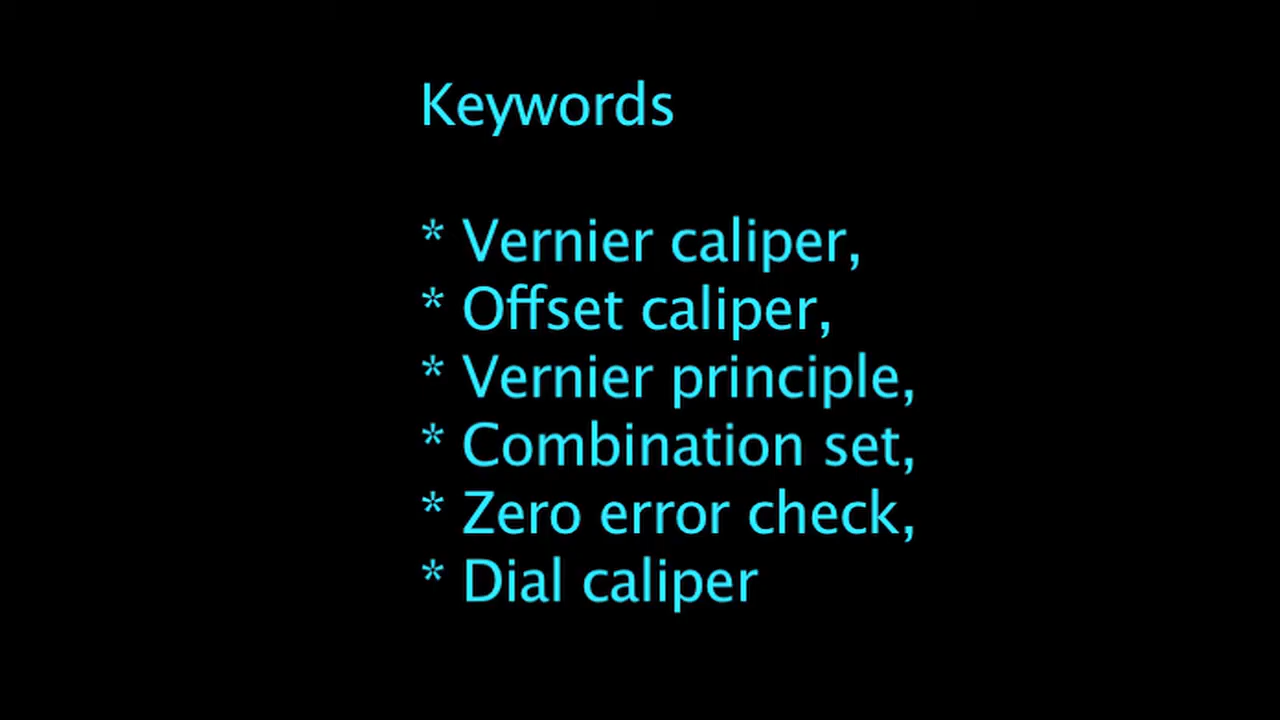 Keywords
* Vernier caliper,
* Offset caliper,
* Vernier principle,
* Combination set,
* Zero error check,
* Dial caliper